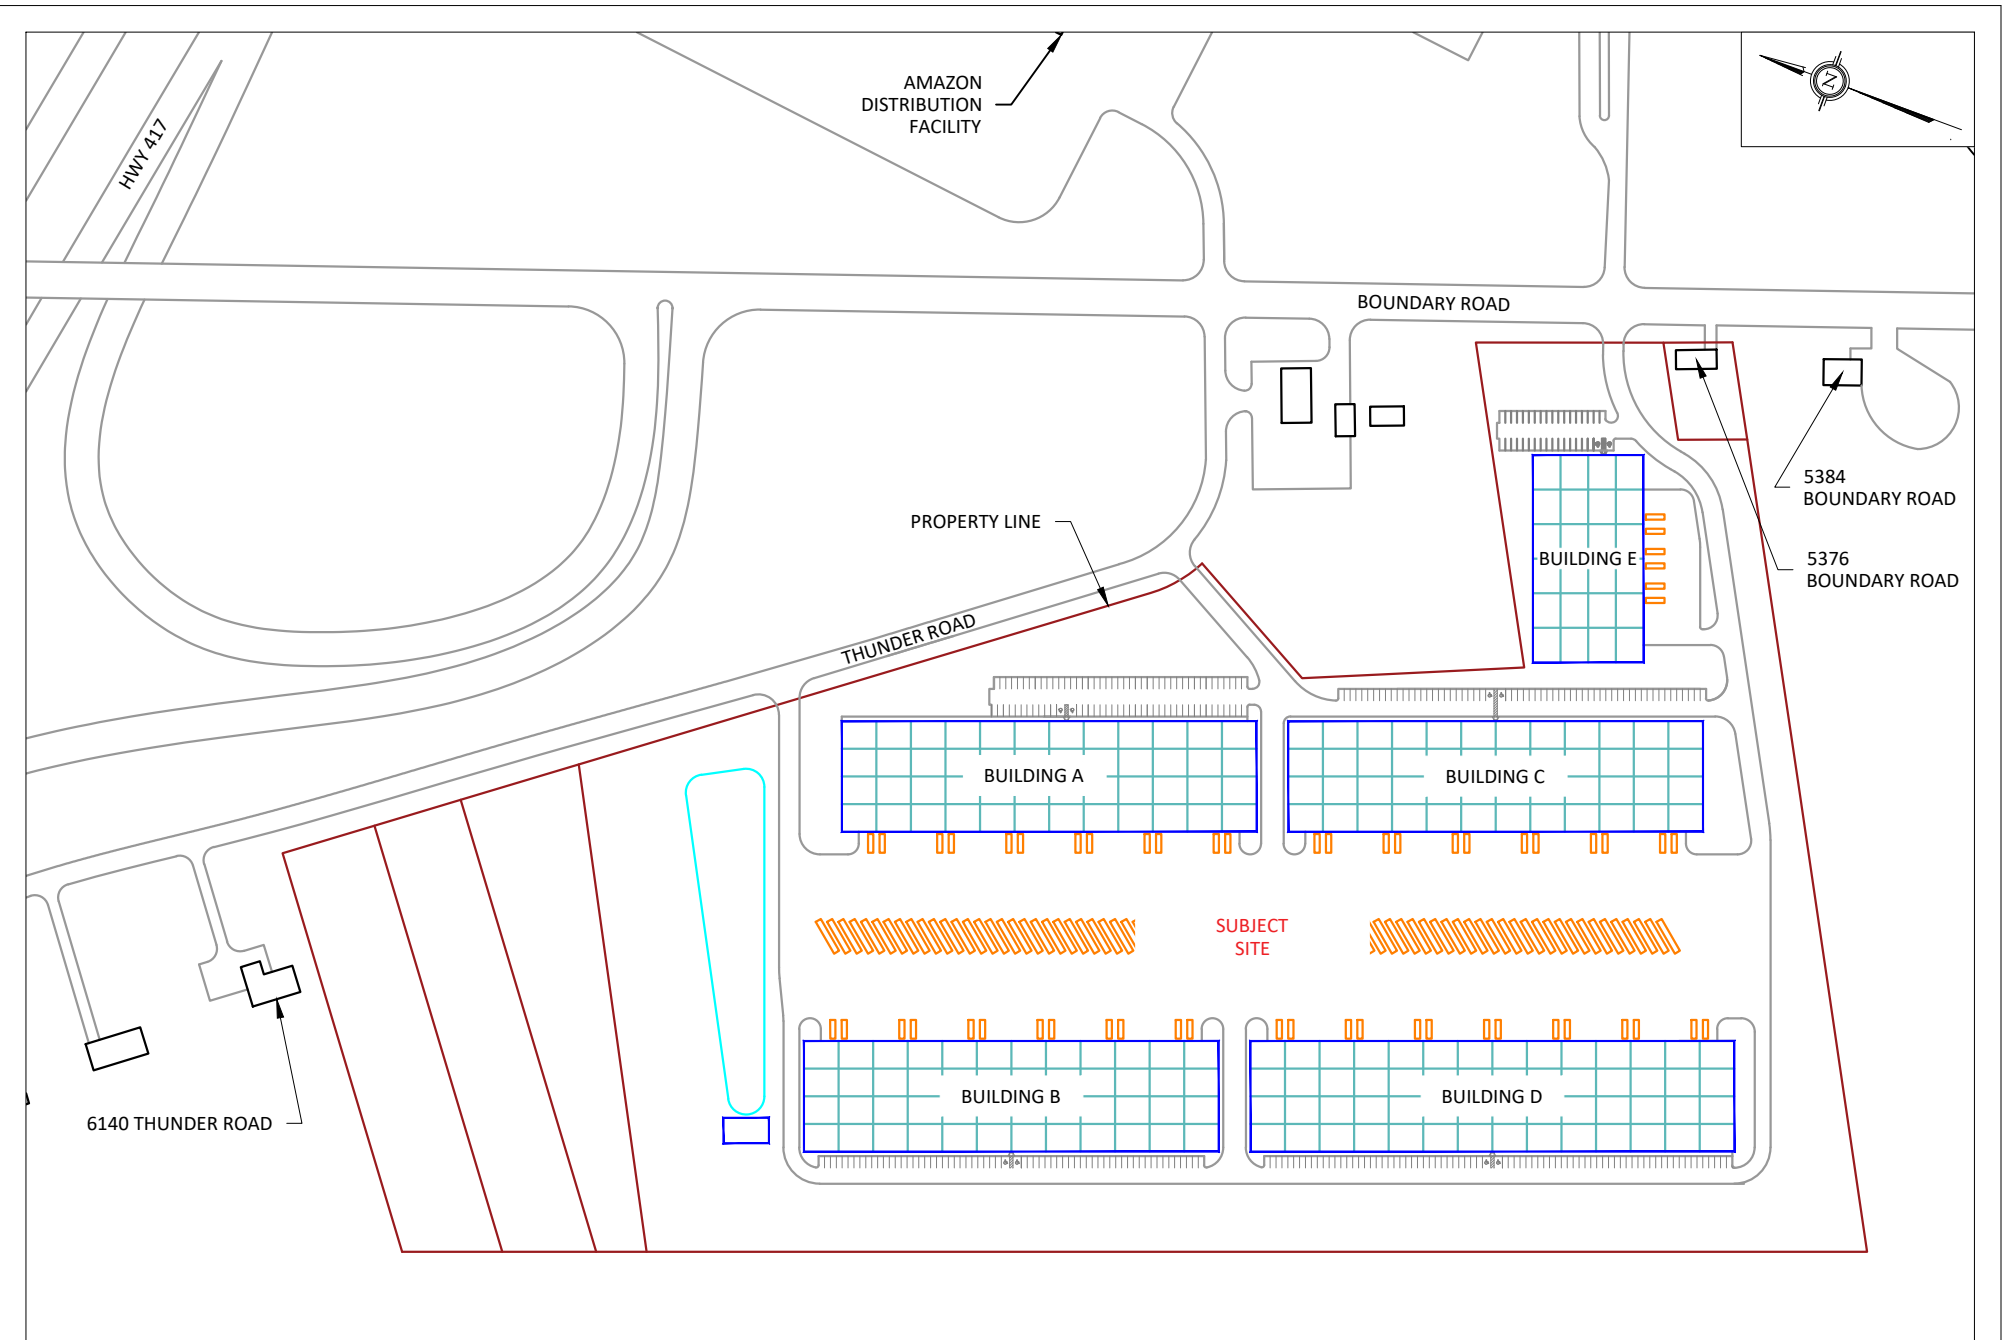 AMAZON
DISTRIBUTION
FACILITY
N
HWY 417
BOUNDARY ROAD
5384
BOUNDARY ROAD
PROPERTY LINE
5376
BOUNDARY ROAD
BUILDING E
THUNDER ROAD
BUILDING A
BUILDING C
SUBJECT
SITE
BUILDING B
BUILDING D
6140 THUNDER ROAD